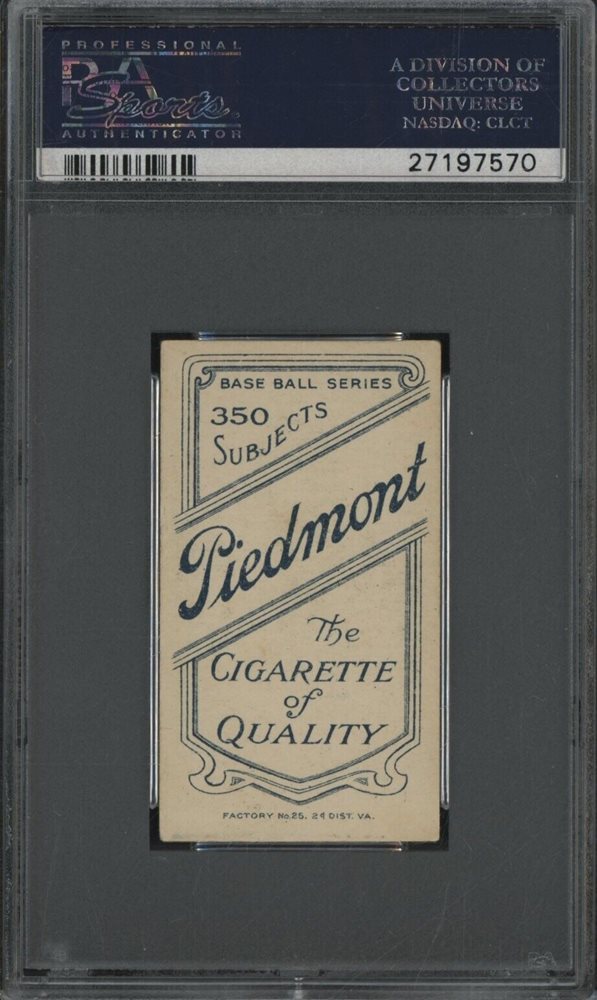 PROFESSIONAL
PSA
Sports
AUTHENTICATOR
A DIVISION OF
COLLECTORS
UNIVERSE
NASDAQ: CLCT
27197570
BASE BALL SERIES
350
SUBJECTS
Piedmont
The
CIGARETTE
of
QUALITY
FACTORY No. 25. 2d DIST. VA.
PSA